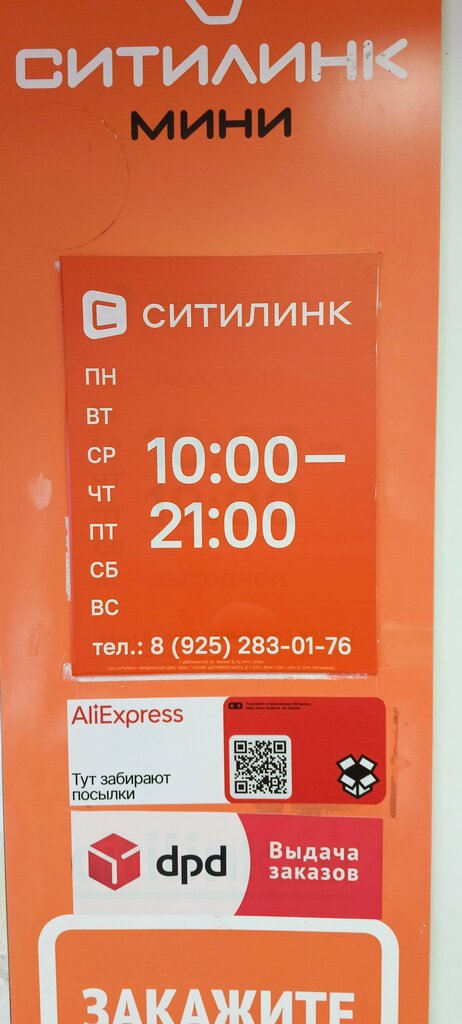 СИТИЛИНК
МИНИ
СИТИЛИНК
ПН
ВТ
СР
ЧТ
ПТ
СБ
ВС
10:00–
21:00
тел.: 8 (925) 283-01-76
AliExpress
Тут забирают
посылки
dpd
Выдача
заказов
ЗАКАЖИТЕ